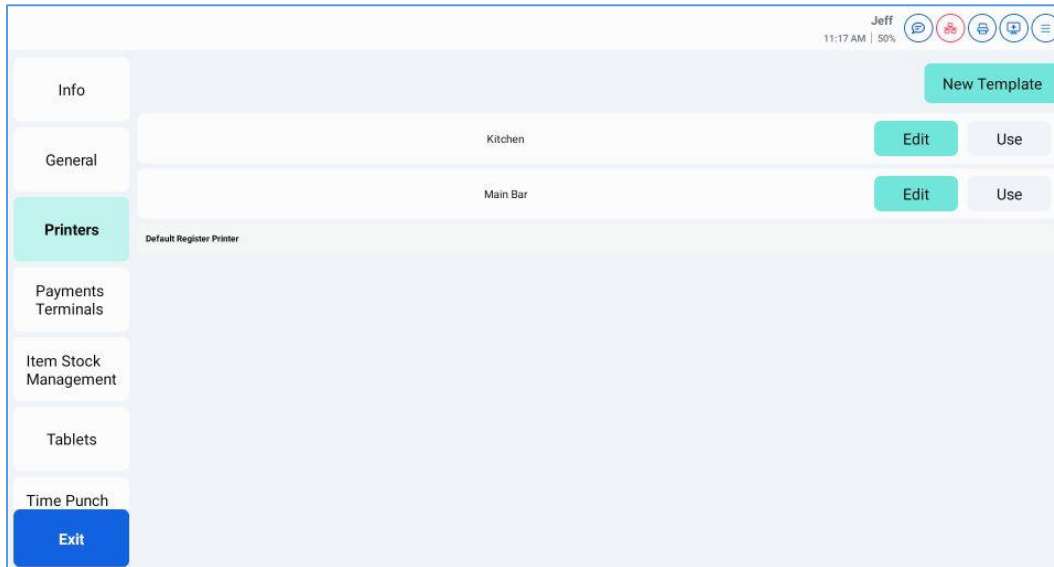 Jeff
11:17 AM | 50%
Info
New Template
Kitchen
Edit
Use
General
Main Bar
Edit
Use
Printers
Default Register Printer
Payments
Terminals
Item Stock
Management
Tablets
Time Punch
Exit